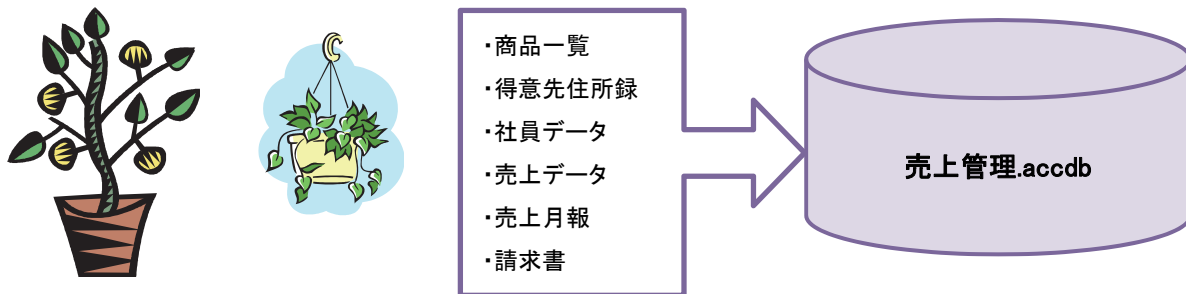 ・商品一覧
・得意先住所録
・社員データ
・売上データ
・売上月報
・請求書
売上管理.accdb